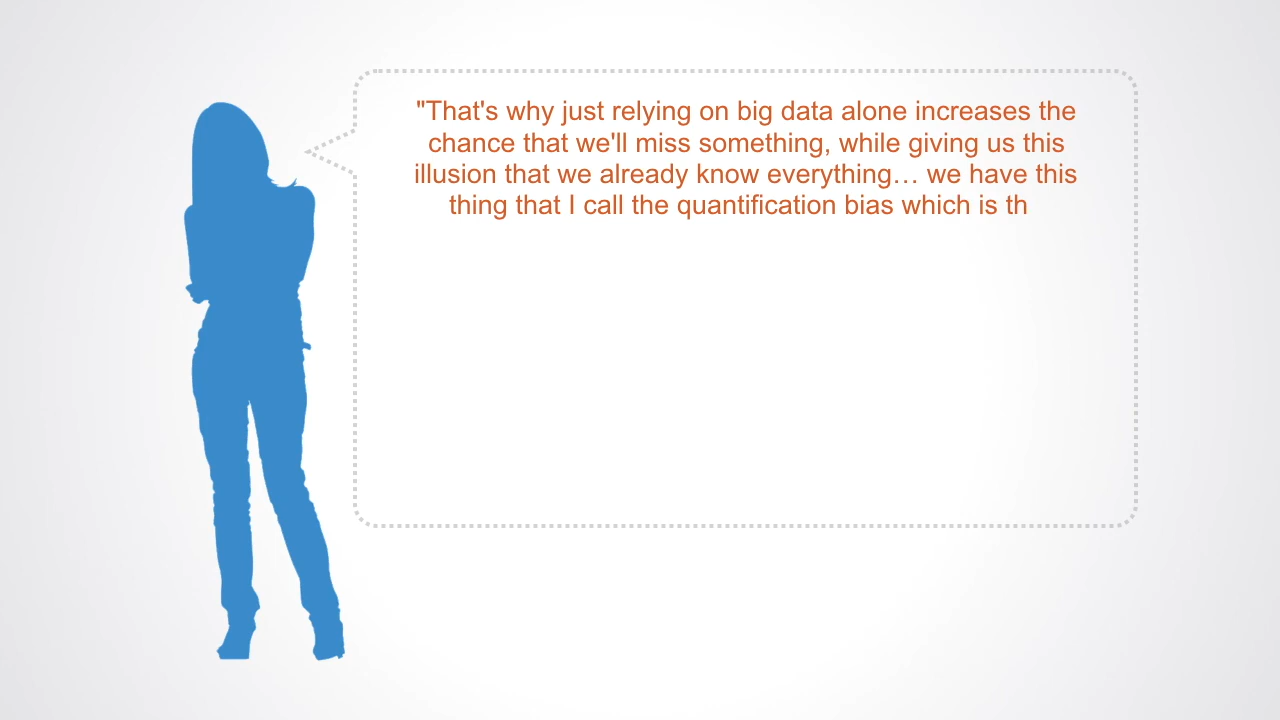 "That's why just relying on big data alone increases the
chance that we'll miss something, while giving us this
illusion that we already know everything… we have this
thing that I call the quantification bias which is th